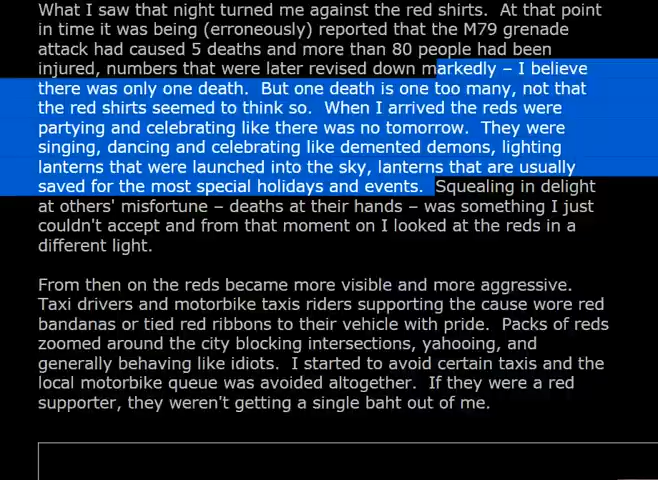 What I saw that night turned me against the red shirts.  At that point
in time it was being (erroneously) reported that the M79 grenade
attack had caused 5 deaths and more than 80 people had been
injured, numbers that were later revised down markedly – I believe
there was only one death.  But one death is one too many, not that
the red shirts seemed to think so.  When I arrived the reds were
partying and celebrating like there was no tomorrow.  They were
singing, dancing and celebrating like demented demons, lighting
lanterns that were launched into the sky, lanterns that are usually
saved for the most special holidays and events.  Squealing in delight
at others' misfortune – deaths at their hands – was something I just
couldn't accept and from that moment on I looked at the reds in a
different light.
From then on the reds became more visible and more aggressive.
Taxi drivers and motorbike taxis riders supporting the cause wore red
bandanas or tied red ribbons to their vehicle with pride.  Packs of reds
zoomed around the city blocking intersections, yahooing, and
generally behaving like idiots.  I started to avoid certain taxis and the
local motorbike queue was avoided altogether.  If they were a red
supporter, they weren't getting a single baht out of me.